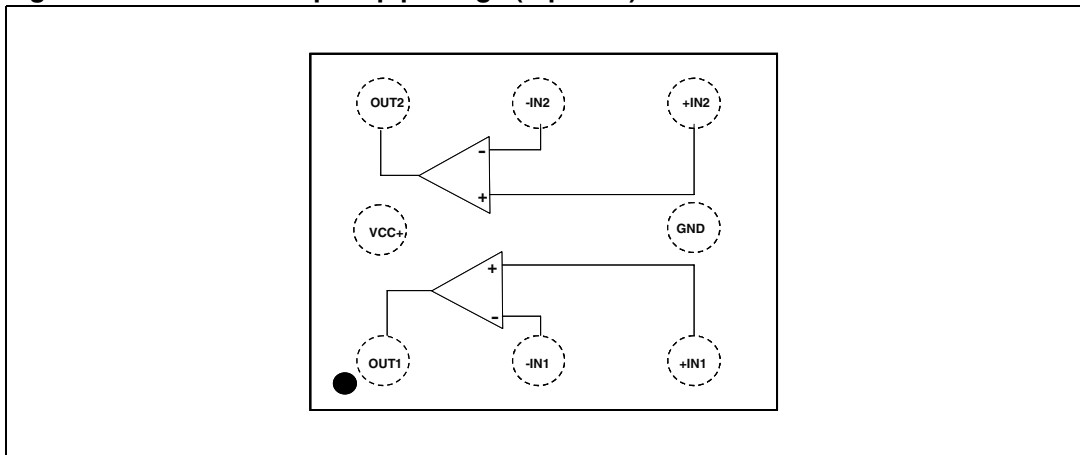 OUT2 -IN2 +IN2
-
+
VCC+ GND
+
-
OUT1 -IN1 +IN1